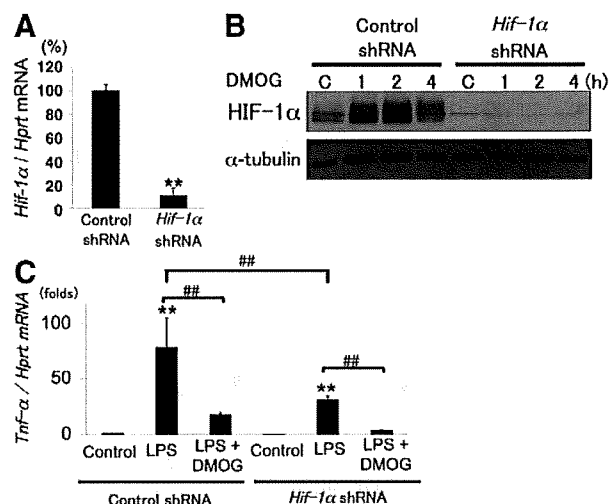 A
(%)
120
100
80
60
40
20
0
Hif-1α / Hprt mRNA
**
Control shRNA
Hif-1α shRNA
B
Control shRNA
Hif-1α shRNA
DMOG C 1 2 4 C 1 2 4 (h)
HIF-1α
α-tubulin
C
(folds)
Tnf-α / Hprt mRNA
100
50
0
##
##
##
**
**
Control LPS LPS + DMOG Control LPS LPS + DMOG
Control shRNA Hif-1α shRNA